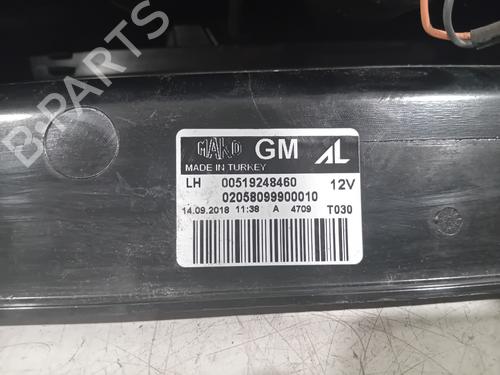 B-PARTS
MAKO GM AL
MADE IN TURKEY
LH 00519248460 12V
02058099900010
14.09.2018 11:38 A 4709 T030